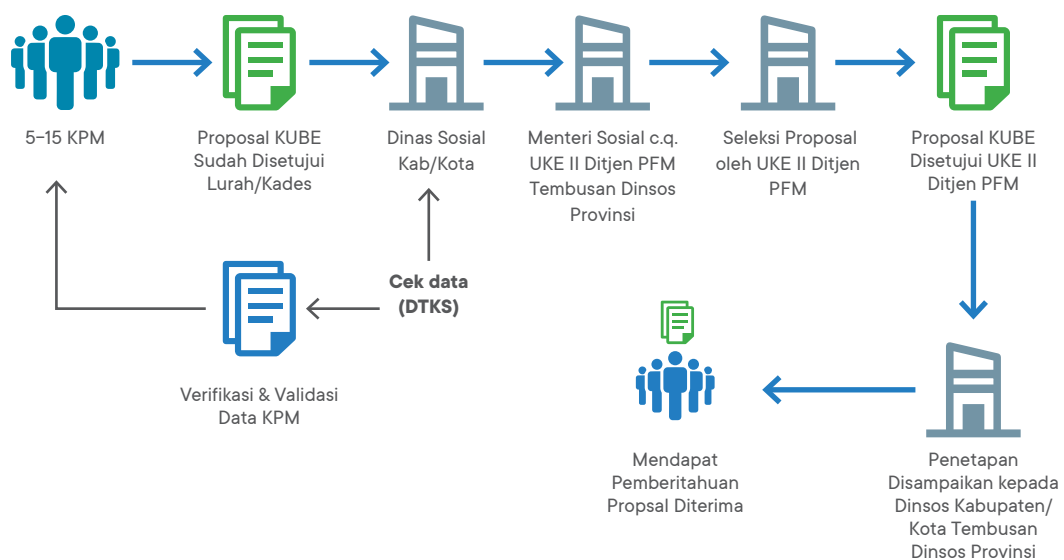 5–15 KPM
Proposal KUBE
Sudah Disetujui
Lurah/Kades
Dinas Sosial
Kab/Kota
Menteri Sosial c.q.
UKE II Ditjen PFM
Tembusan Dinsos
Provinsi
Seleksi Proposal
oleh UKE II Ditjen
PFM
Proposal KUBE
Disetujui UKE II
Ditjen PFM
Cek data
(DTKS)
Verifikasi & Validasi
Data KPM
Mendapat
Pemberitahuan
Propsal Diterima
Penetapan
Disampaikan kepada
Dinsos Kabupaten/
Kota Tembusan
Dinsos Provinsi